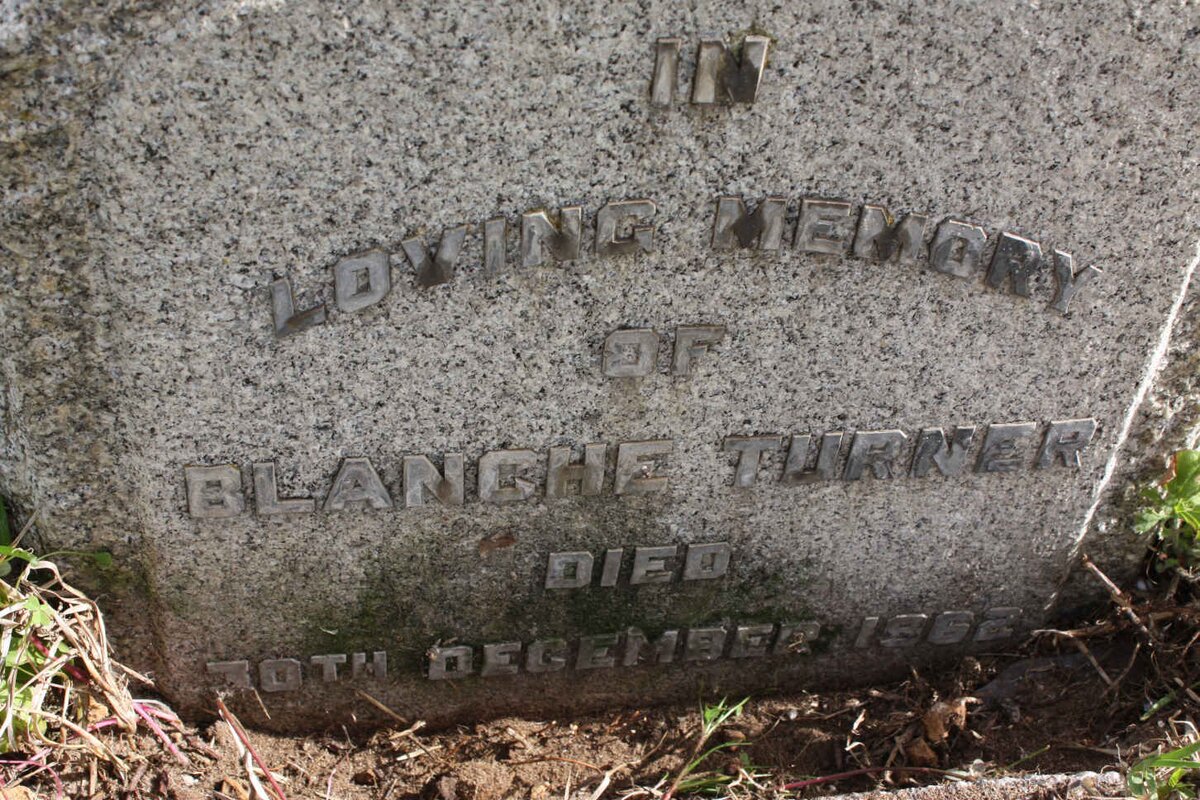 IN
LOVING MEMORY
OF
BLANCHE TURNER
DIED
30TH DECEMBER 1962